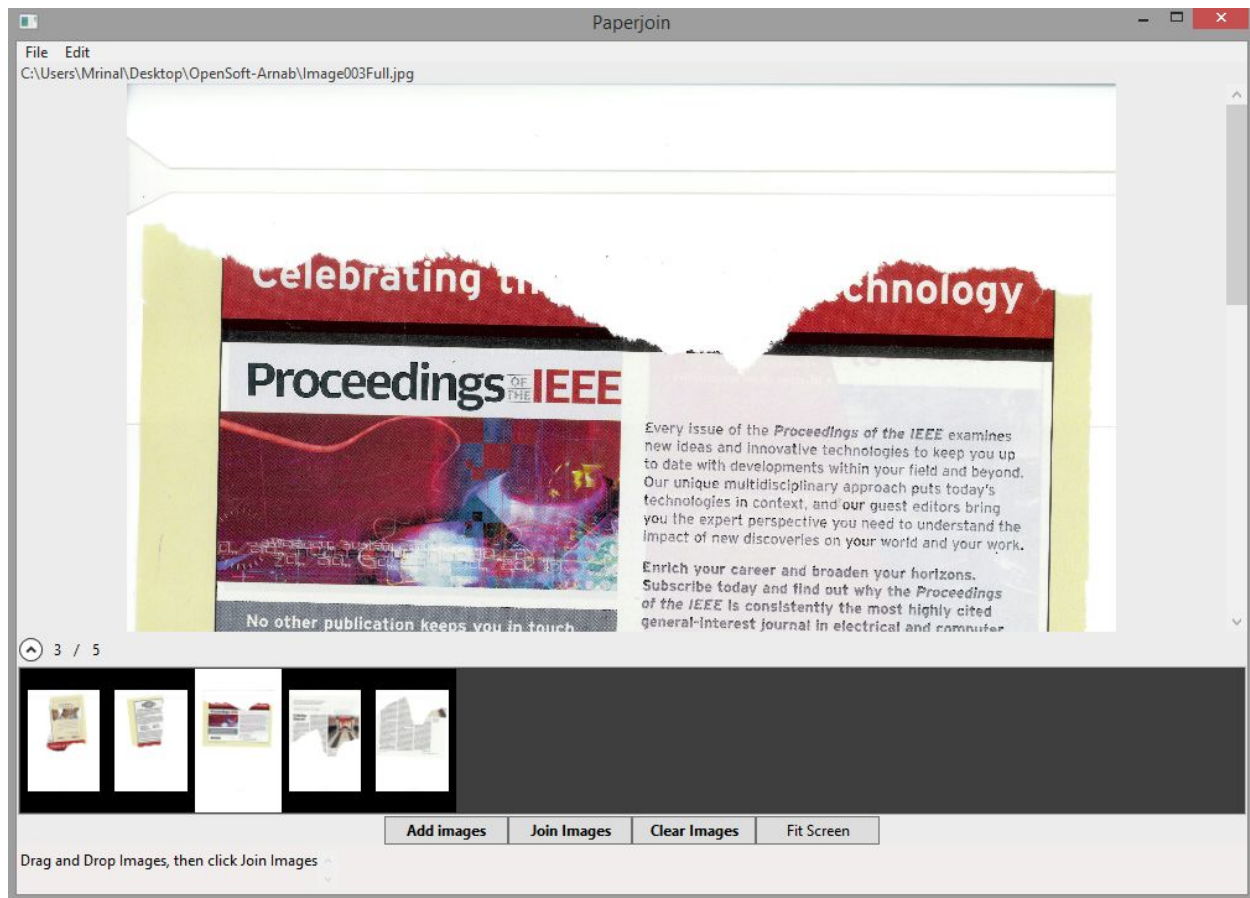 Paperjoin
File Edit
C:\Users\Mrinal\Desktop\OpenSoft-Arnab\Image003Full.jpg
Celebrating th chnology
Proceedings OF THE IEEE
Every issue of the Proceedings of the IEEE examines
new ideas and innovative technologies to keep you up
to date with developments within your field and beyond.
Our unique multidisciplinary approach puts today's
technologies in context, and our guest editors bring
you the expert perspective you need to understand the
impact of new discoveries on your world and your work.
Enrich your career and broaden your horizons.
Subscribe today and find out why the Proceedings
of the IEEE is consistently the most highly cited
general-interest journal in electrical and computer
No other publication keeps you in touch
3 / 5
Add images Join Images Clear Images Fit Screen
Drag and Drop Images, then click Join Images